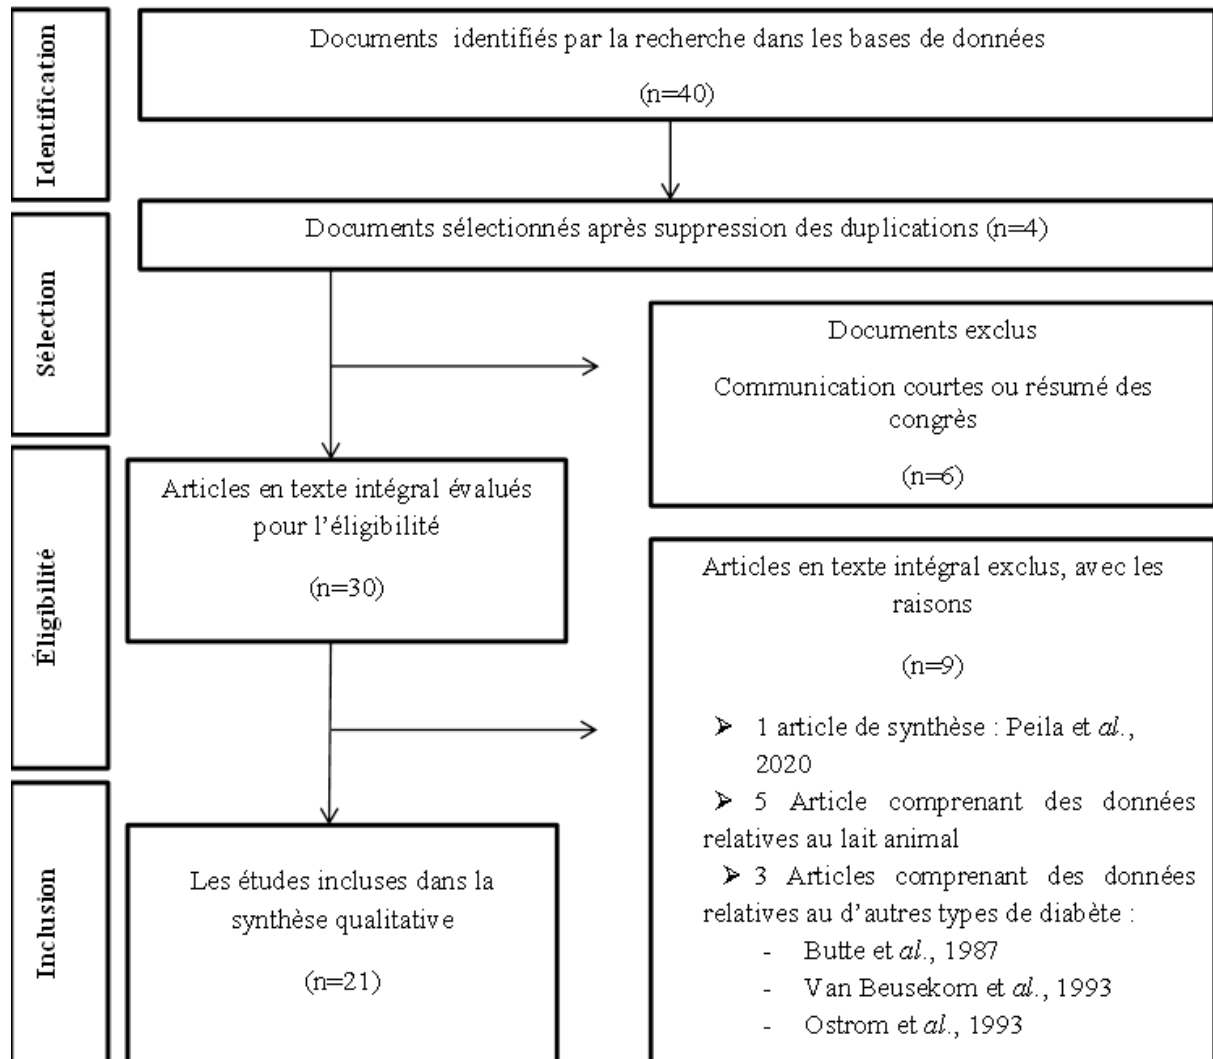 Identification
Documents identifiés par la recherche dans les bases de données
(n=40)
Sélection
Documents sélectionnés après suppression des duplications (n=4)
Documents exclus
Communication courtes ou résumé des
congrès
(n=6)
Éligibilité
Articles en texte intégral évalués
pour l'éligibilité
(n=30)
Articles en texte intégral exclus, avec les
raisons
(n=9)
➤ 1 article de synthèse : Peila et al.,
2020
➤ 5 Article comprenant des données
relatives au lait animal
➤ 3 Articles comprenant des données
relatives au d'autres types de diabète :
- Butte et al., 1987
- Van Beusekom et al., 1993
- Ostrom et al., 1993
Inclusion
Les études incluses dans la
synthèse qualitative
(n=21)